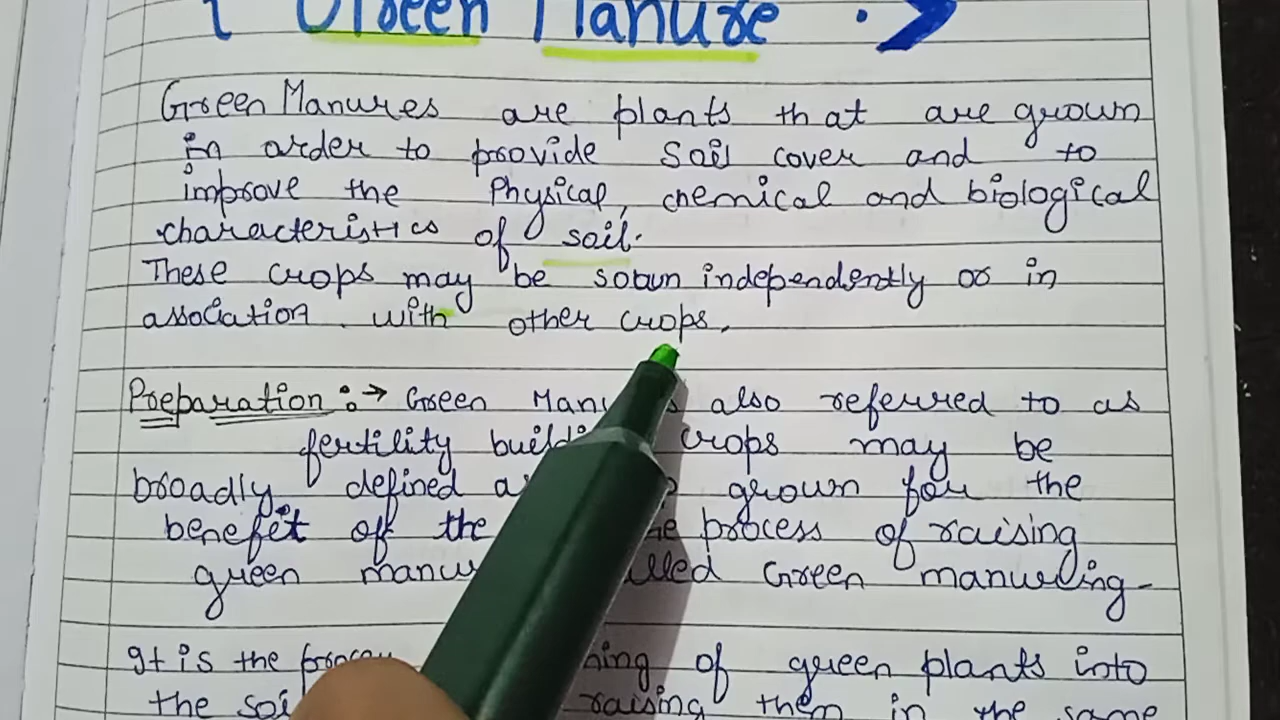 Green Manure
Green Manures are plants that are grown
in order to provide soil cover and to
improve the Physical, chemical and biological
characteristics of soil.
These crops may be sown independently or in
association with other crops.
Preparation :→ Green also referred to as
fertility crops may be
broadly defined grown for the
benefit of the process of raising
green Green manuring-
It is the of green plants into
the raising them in the same